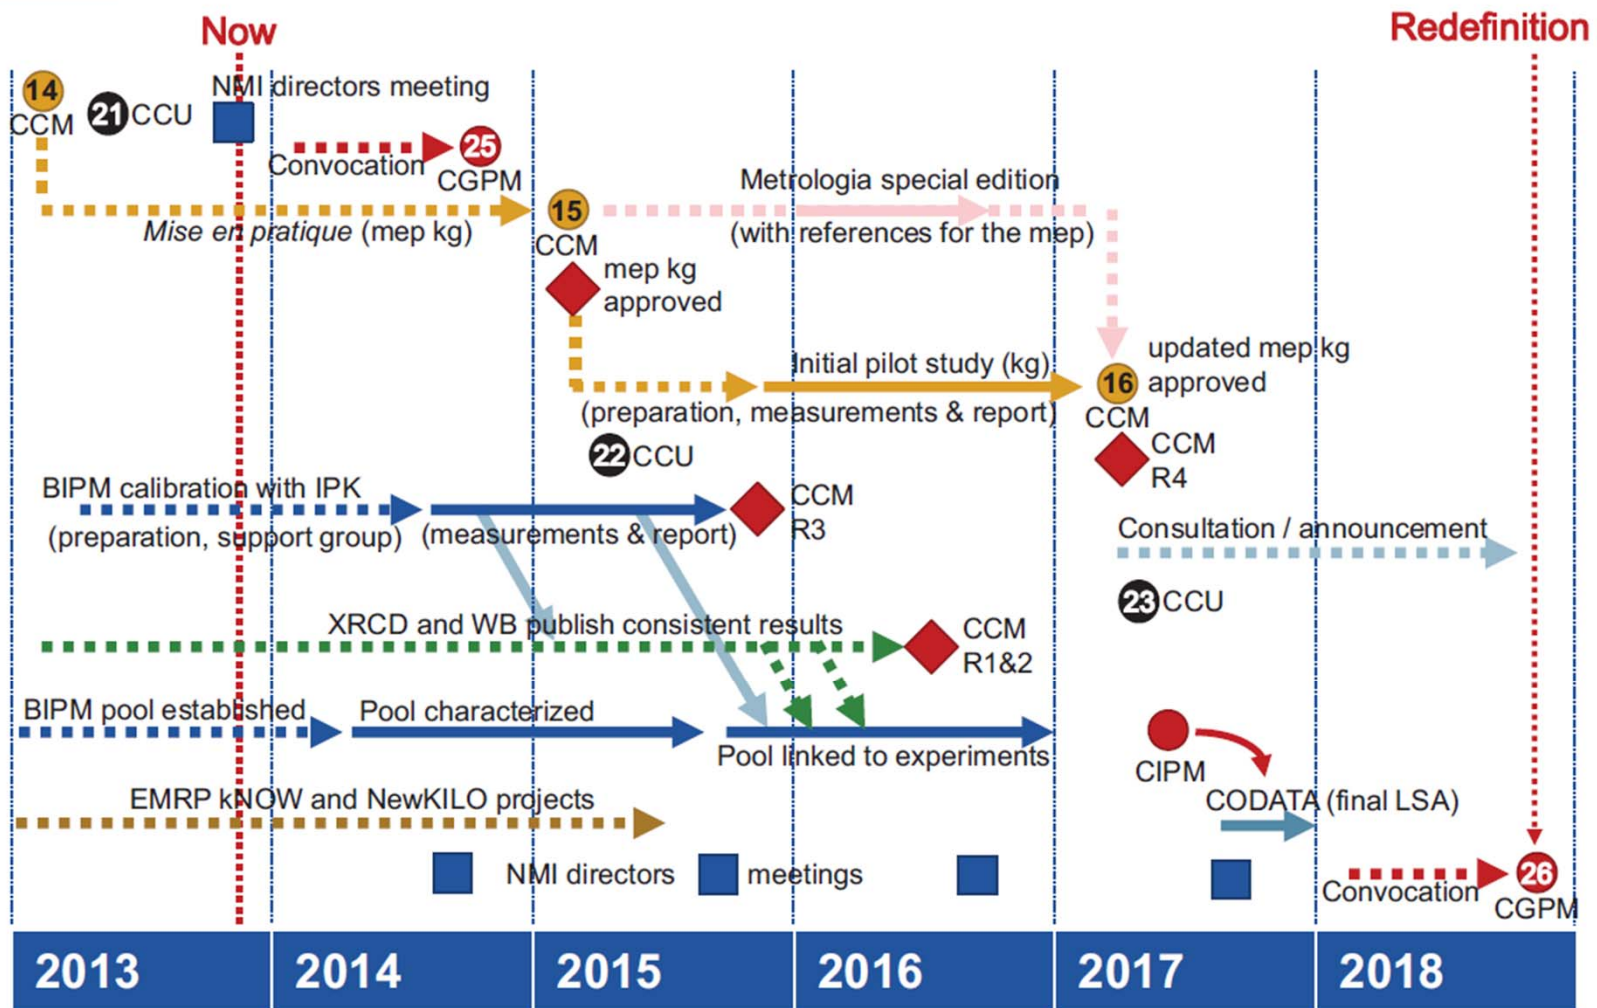 Now
Redefinition
14
CCM
21 CCU
NMI directors meeting
Convocation
25
CGPM
Metrologia special edition
(with references for the mep)
Mise en pratique (mep kg)
15
CCM
mep kg
approved
Initial pilot study (kg)
(preparation, measurements & report)
updated mep kg
approved
16
CCM
CCM
R4
22 CCU
BIPM calibration with IPK
(preparation, support group)
(measurements & report)
CCM
R3
Consultation / announcement
23 CCU
XRCD and WB publish consistent results
CCM
R1&2
BIPM pool established
Pool characterized
Pool linked to experiments
CIPM
CODATA (final LSA)
EMRP kNOW and NewKILO projects
NMI directors meetings
Convocation
26
CGPM
2013 2014 2015 2016 2017 2018